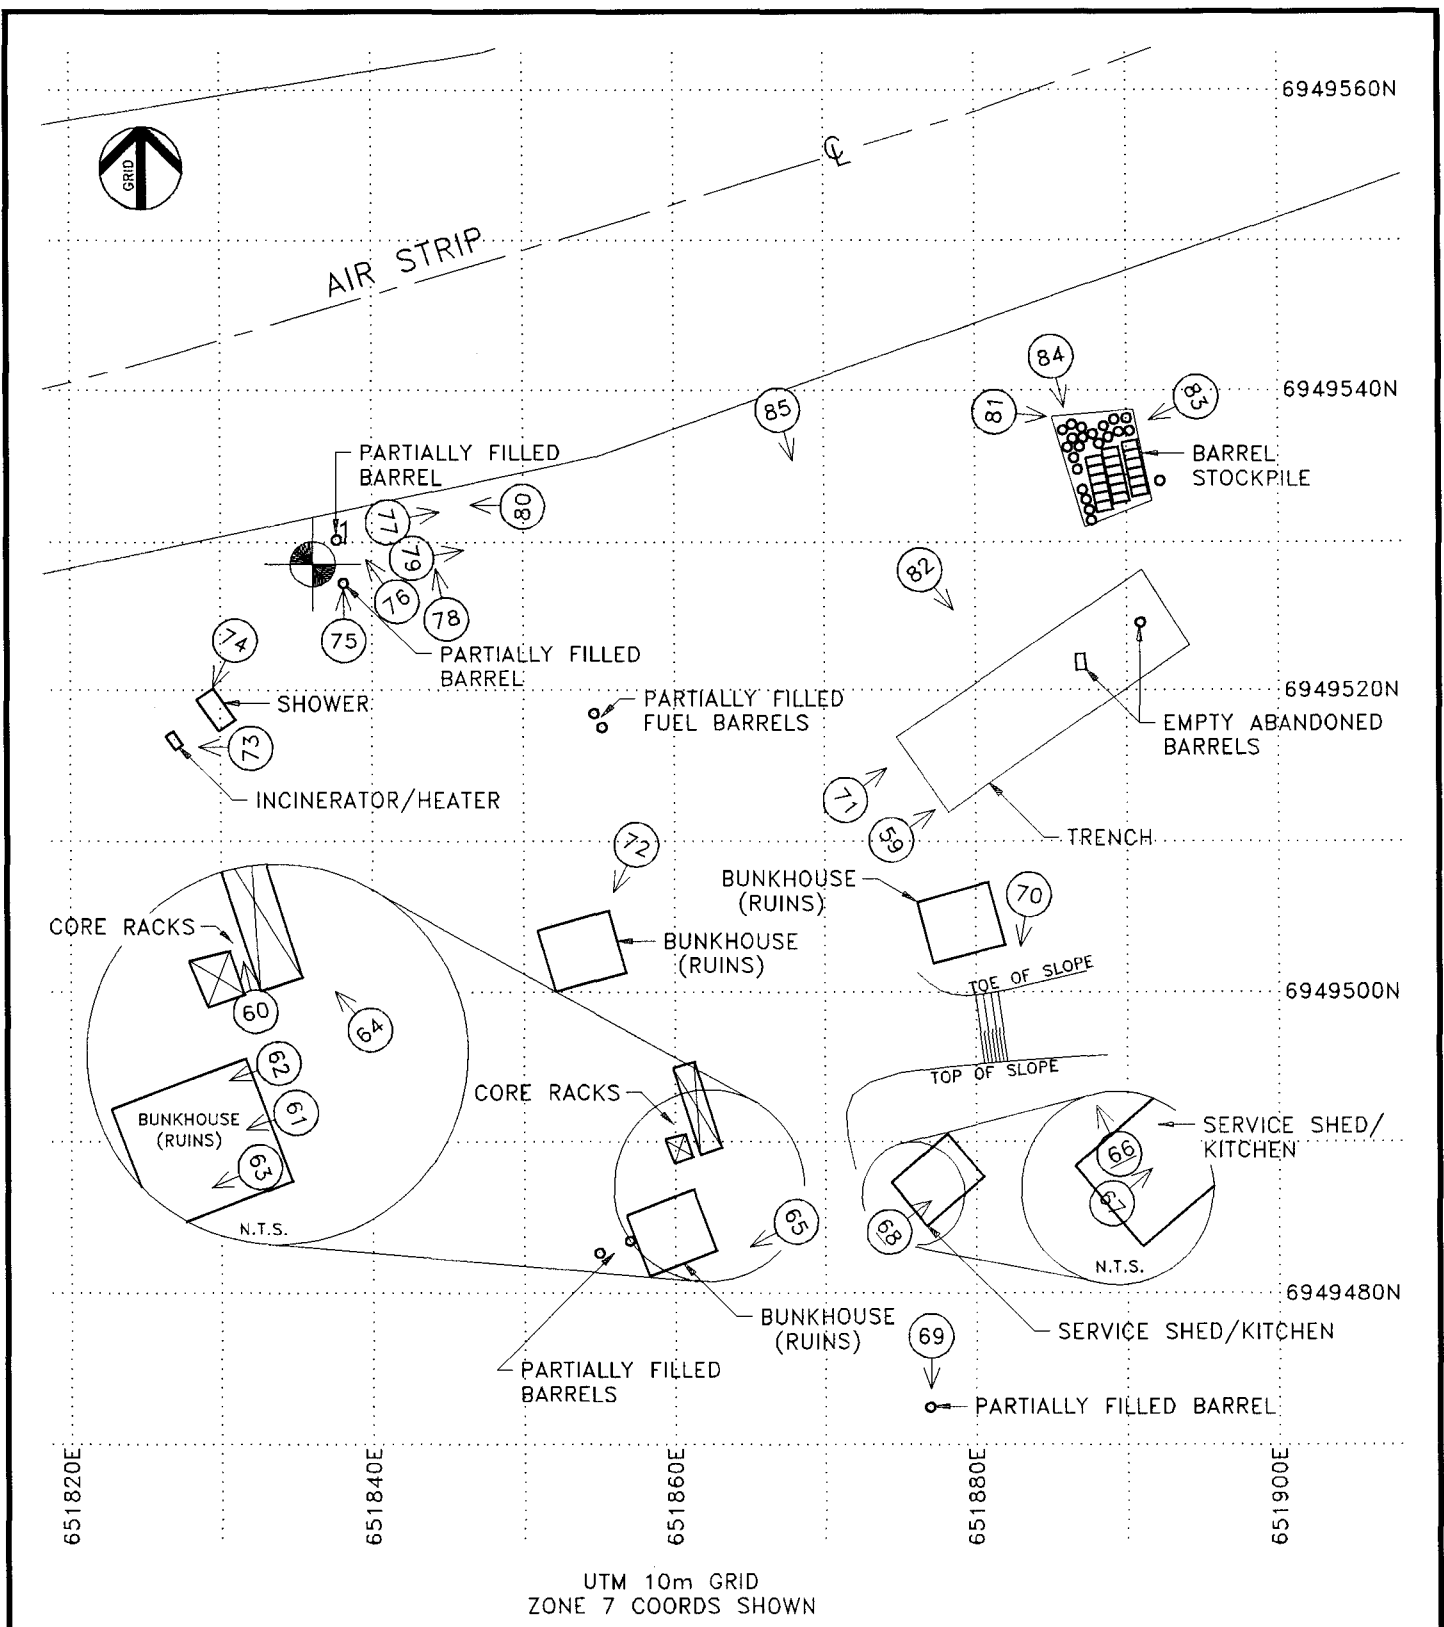 6949560N
GRID
℄
AIR STRIP
84
6949540N
81
83
85
PARTIALLY FILLED
BARREL
BARREL
STOCKPILE
77
80
79
82
76
78
75
74
PARTIALLY FILLED
BARREL
SHOWER
PARTIALLY FILLED
FUEL BARRELS
6949520N
EMPTY ABANDONED
BARRELS
73
INCINERATOR/HEATER
71
59
TRENCH
72
BUNKHOUSE
(RUINS)
70
CORE RACKS
BUNKHOUSE
(RUINS)
TOE OF SLOPE
6949500N
60
64
62
TOP OF SLOPE
CORE RACKS
61
BUNKHOUSE
(RUINS)
63
SERVICE SHED/
KITCHEN
66
67
N.T.S.
65
68
N.T.S.
6949480N
BUNKHOUSE
(RUINS)
69
SERVICE SHED/KITCHEN
PARTIALLY FILLED
BARRELS
PARTIALLY FILLED BARREL
651820E
651840E
651860E
651880E
651900E
UTM 10m GRID
ZONE 7 COORDS SHOWN